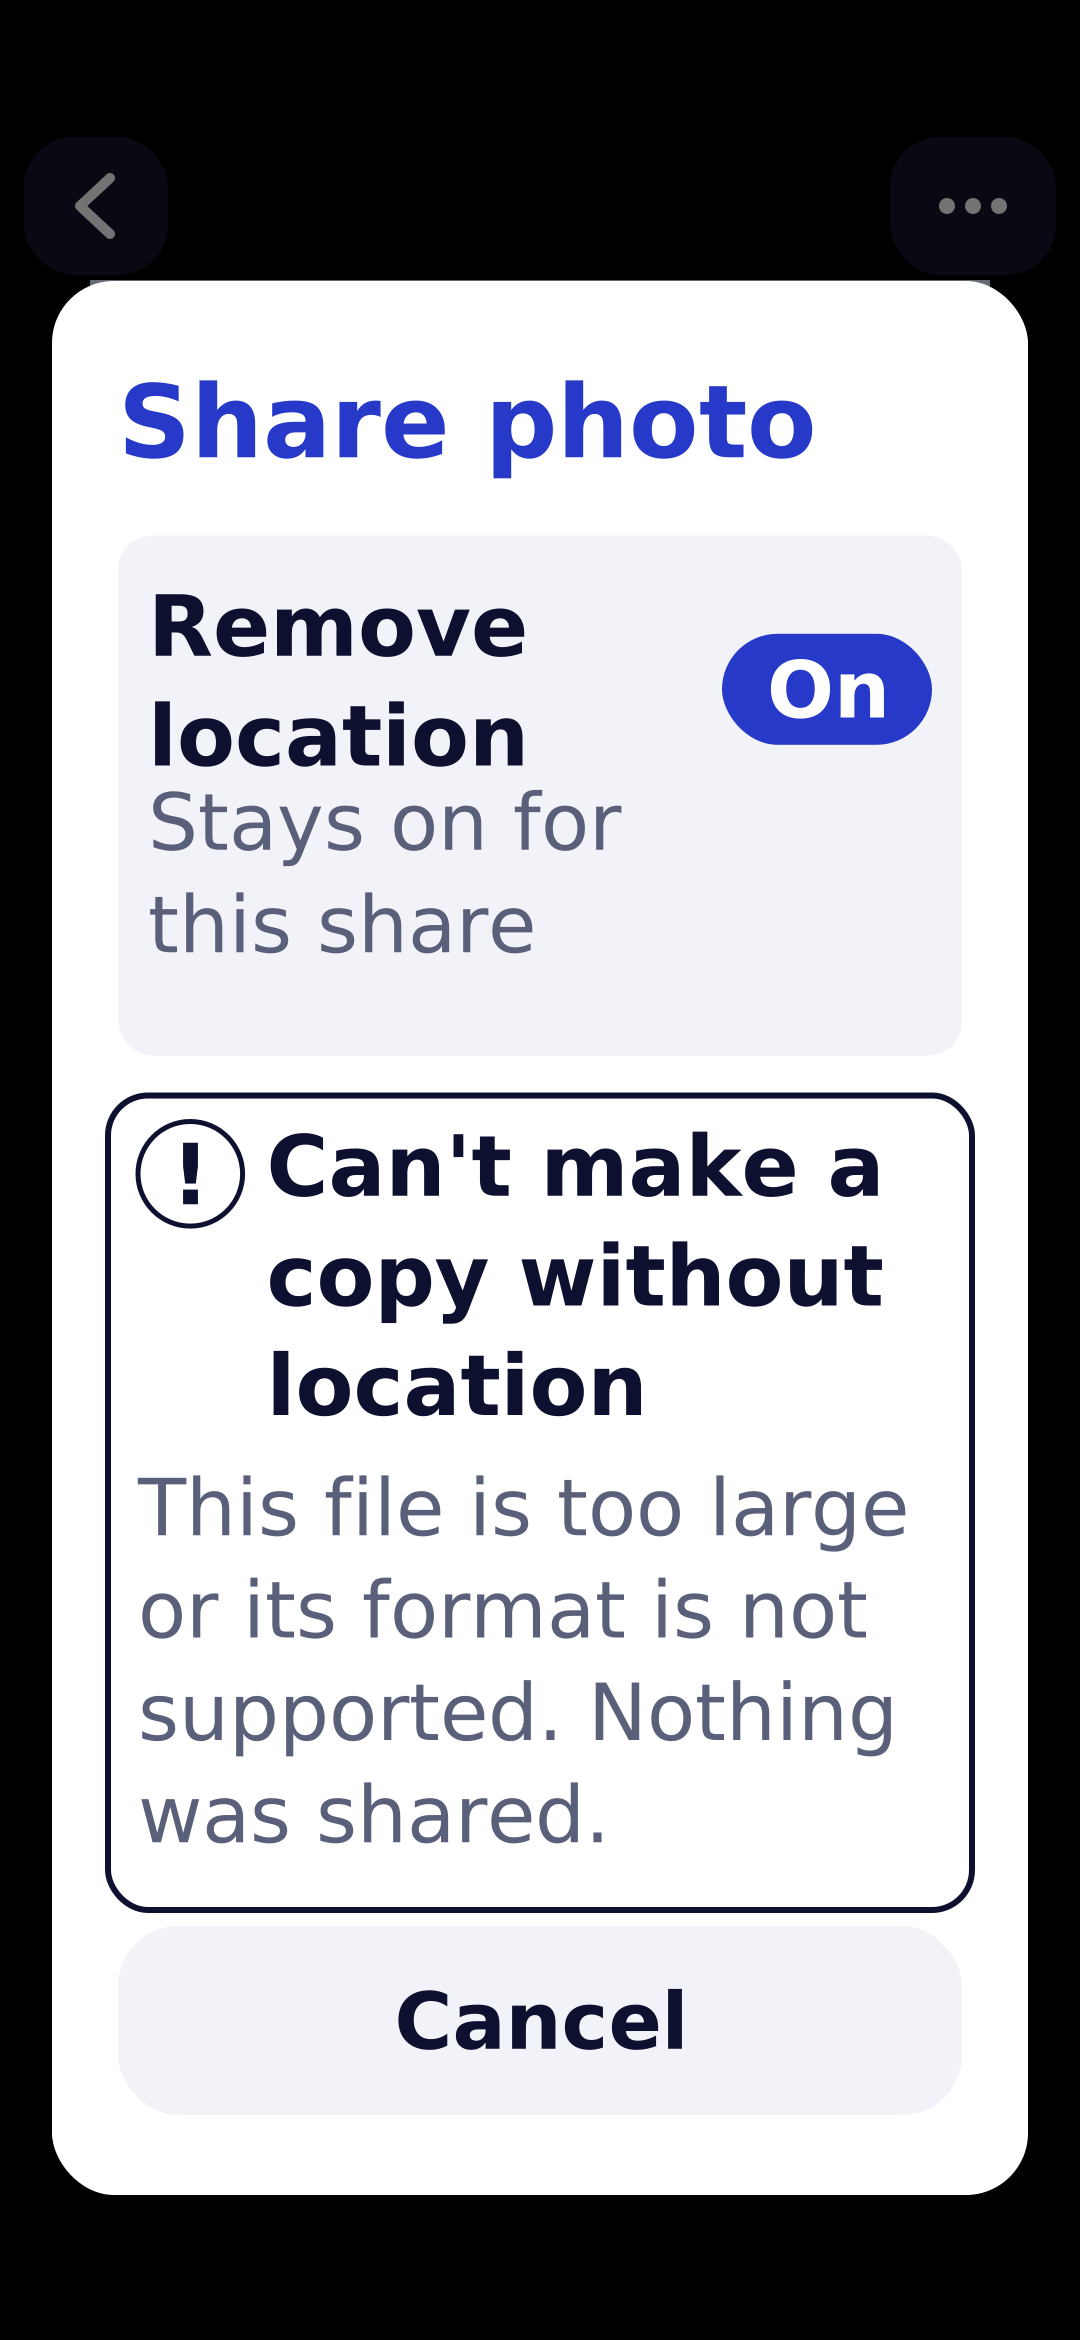 Share photo
Remove
location
On
Stays on for
this share
!
Can't make a
copy without
location
This file is too large
or its format is not
supported. Nothing
was shared.
Cancel